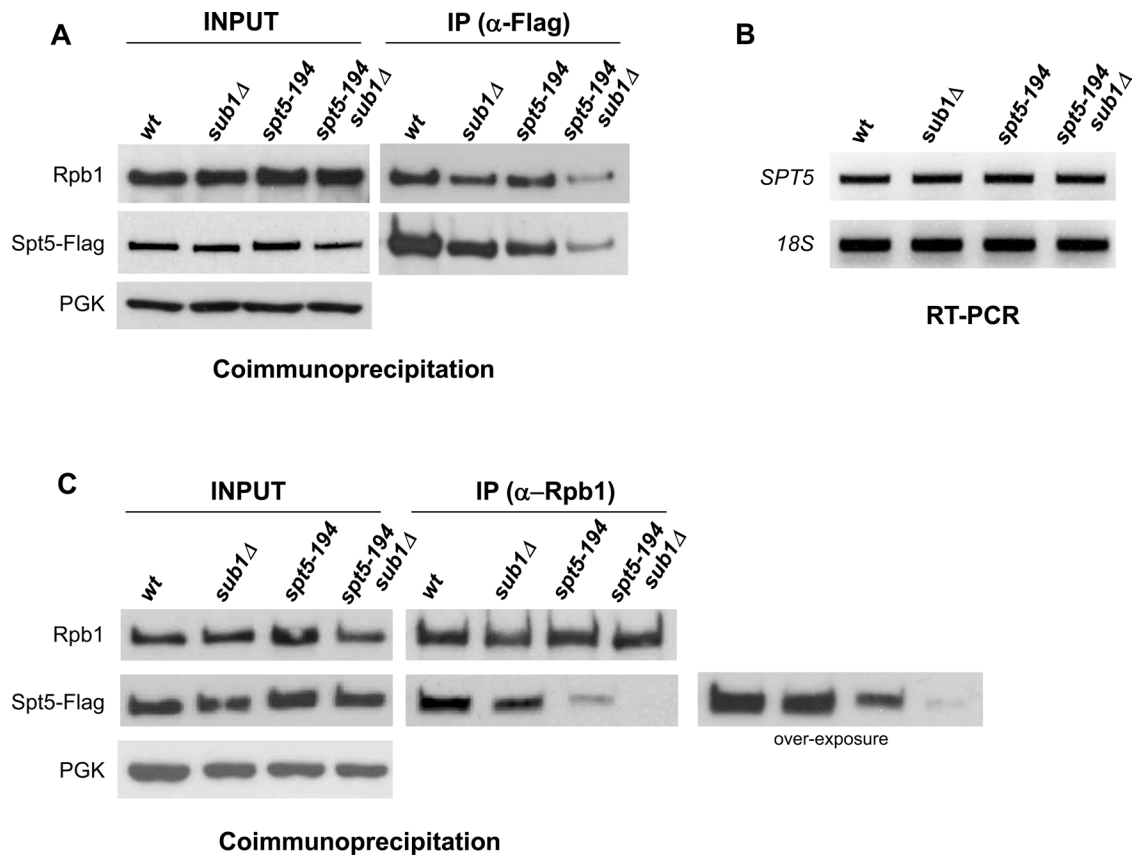 A
INPUT
IP (α-Flag)
wt
sub1Δ
spt5-194
spt5-194
sub1Δ
wt
sub1Δ
spt5-194
spt5-194
sub1Δ
Rpb1
Spt5-Flag
PGK
Coimmunoprecipitation
B
wt
sub1Δ
spt5-194
spt5-194
sub1Δ
SPT5
18S
RT-PCR
C
INPUT
IP (α–Rpb1)
wt
sub1Δ
spt5-194
spt5-194
sub1Δ
wt
sub1Δ
spt5-194
spt5-194
sub1Δ
Rpb1
Spt5-Flag
over-exposure
PGK
Coimmunoprecipitation